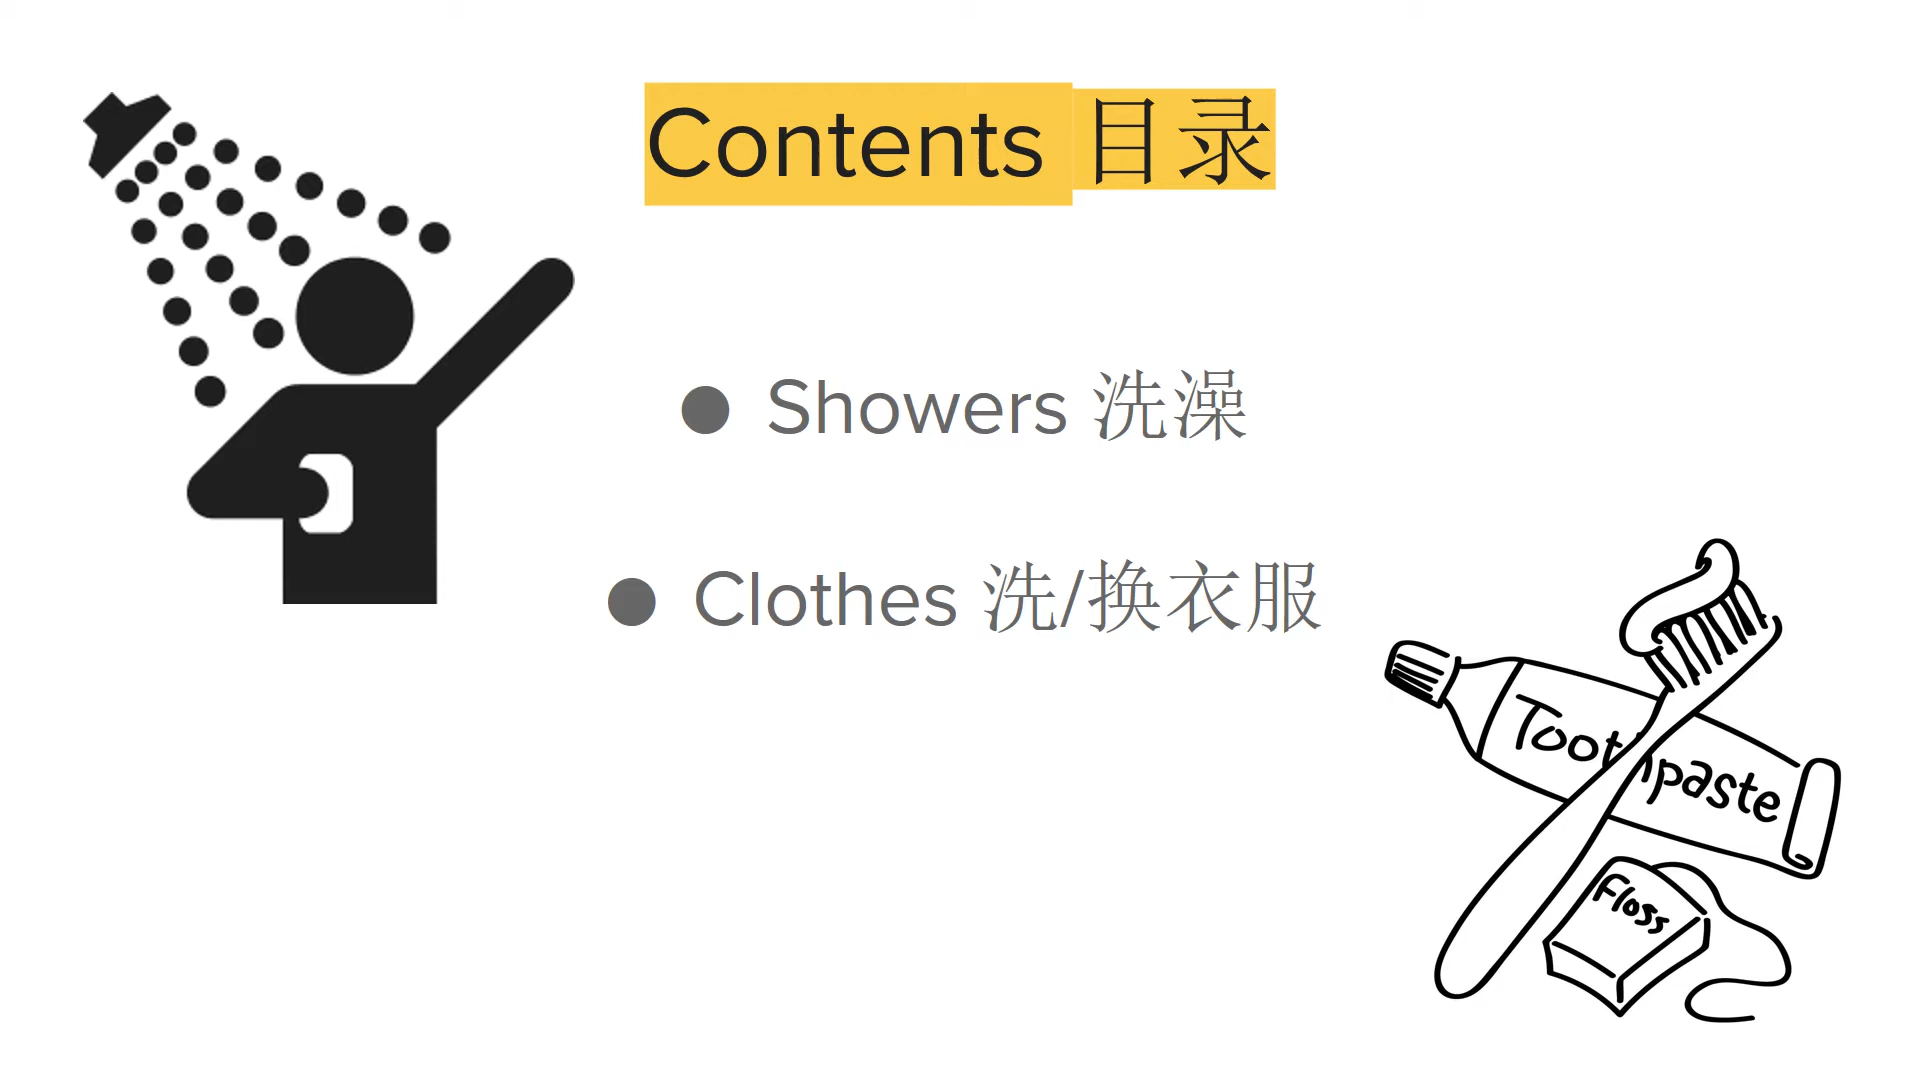 Contents 目录
● Showers 洗澡
● Clothes 洗/换衣服
Toothpaste
Floss